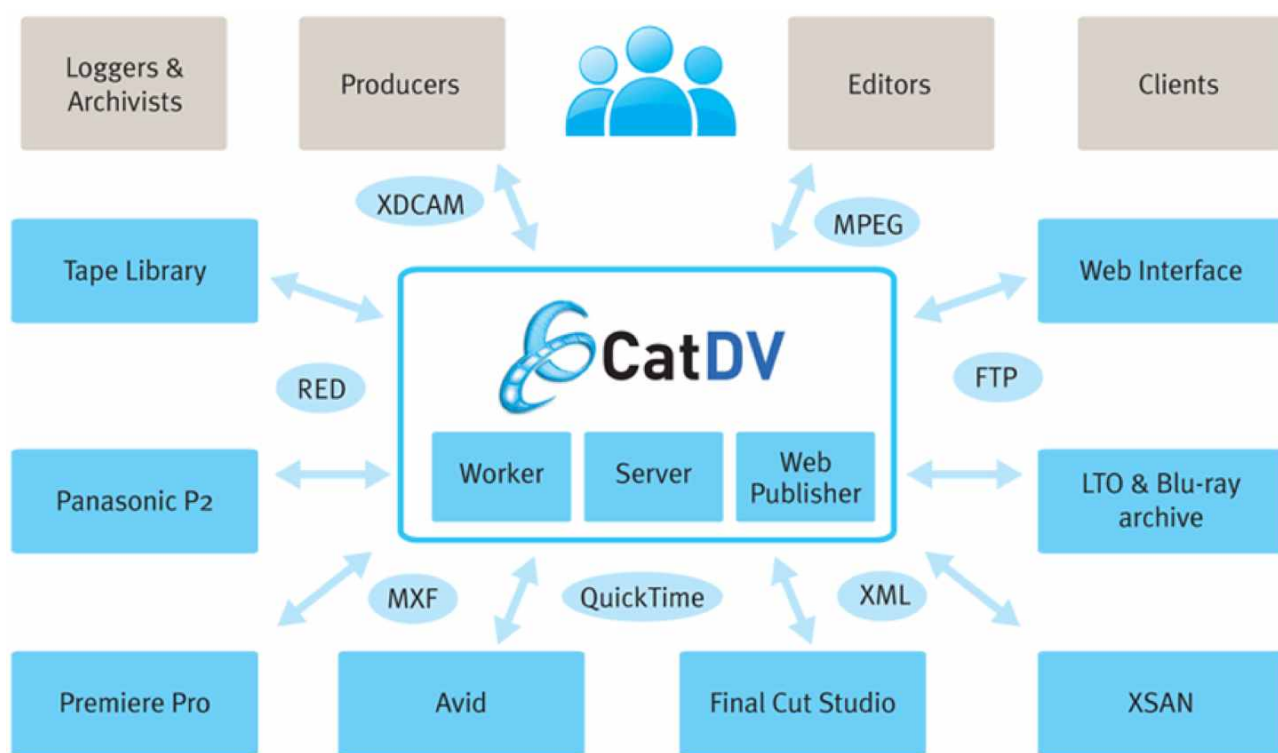 Loggers &
Archivists
Producers
Editors
Clients
XDCAM
MPEG
Tape Library
Web Interface
CatDV
RED
FTP
Worker
Server
Web
Publisher
Panasonic P2
LTO & Blu-ray
archive
MXF
QuickTime
XML
Premiere Pro
Avid
Final Cut Studio
XSAN